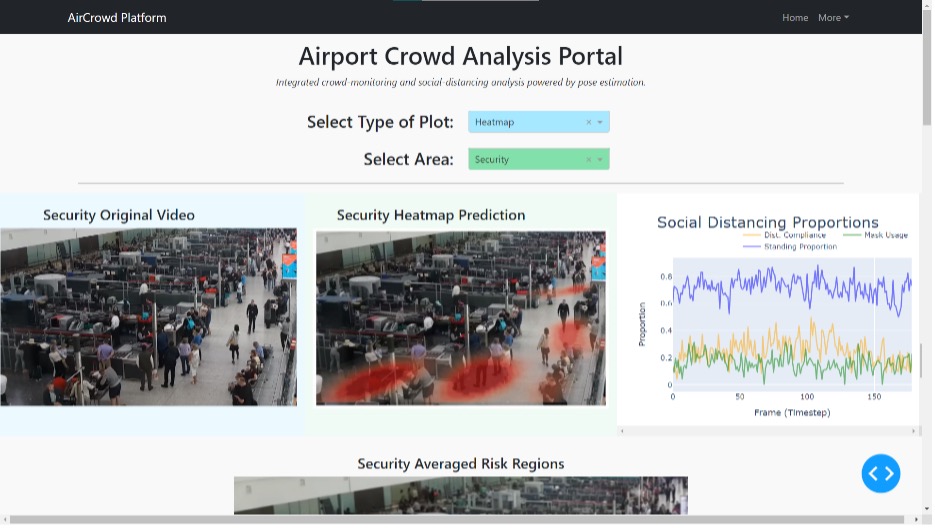 AirCrowd Platform
Home
More
Airport Crowd Analysis Portal
Integrated crowd-monitoring and social-distancing analysis powered by pose estimation.
Select Type of Plot:
Heatmap
Select Area:
Security
Security Original Video
Security Heatmap Prediction
Social Distancing Proportions
Dist. Compliance
Mask Usage
Standing Proportion
0.8
0.6
0.4
0.2
0
Proportion
0
50
100
150
Frame (Timestep)
Security Averaged Risk Regions